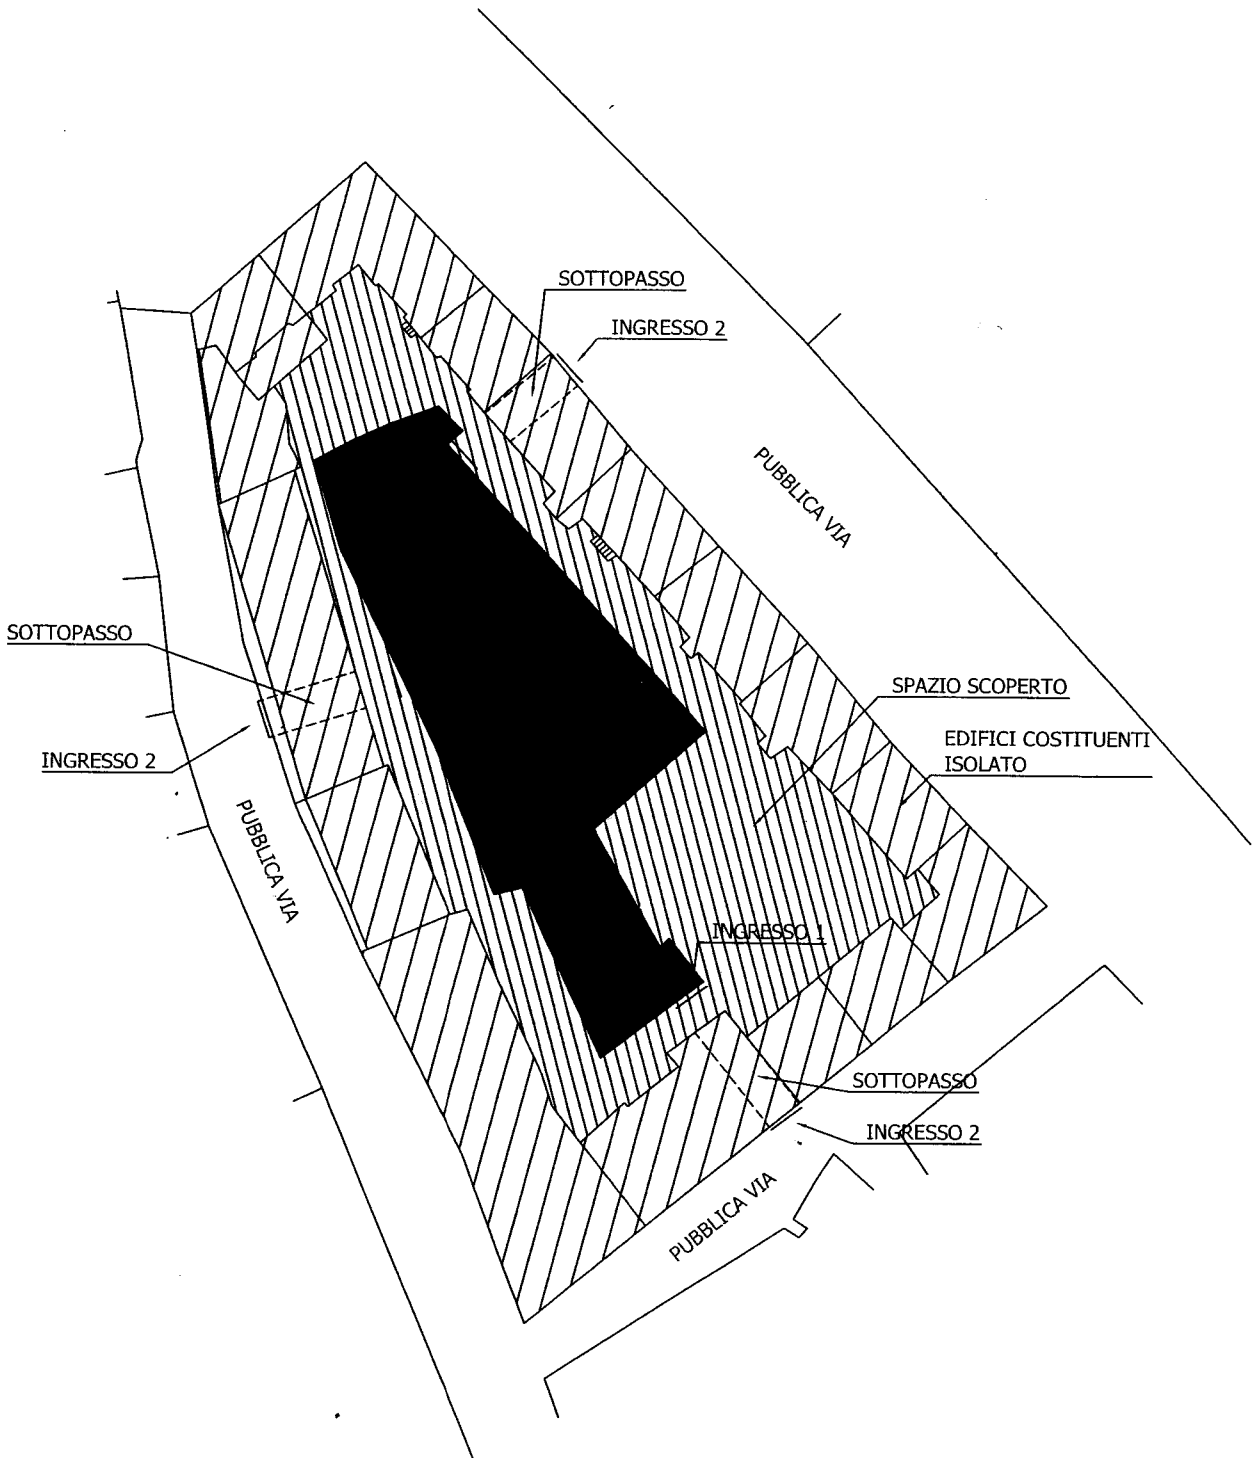 SOTTOPASSO
INGRESSO 2
PUBBLICA VIA
SOTTOPASSO
SPAZIO SCOPERTO
EDIFICI COSTITUENTI
ISOLATO
INGRESSO 2
PUBBLICA VIA
INGRESSO 1
SOTTOPASSO
INGRESSO 2
PUBBLICA VIA